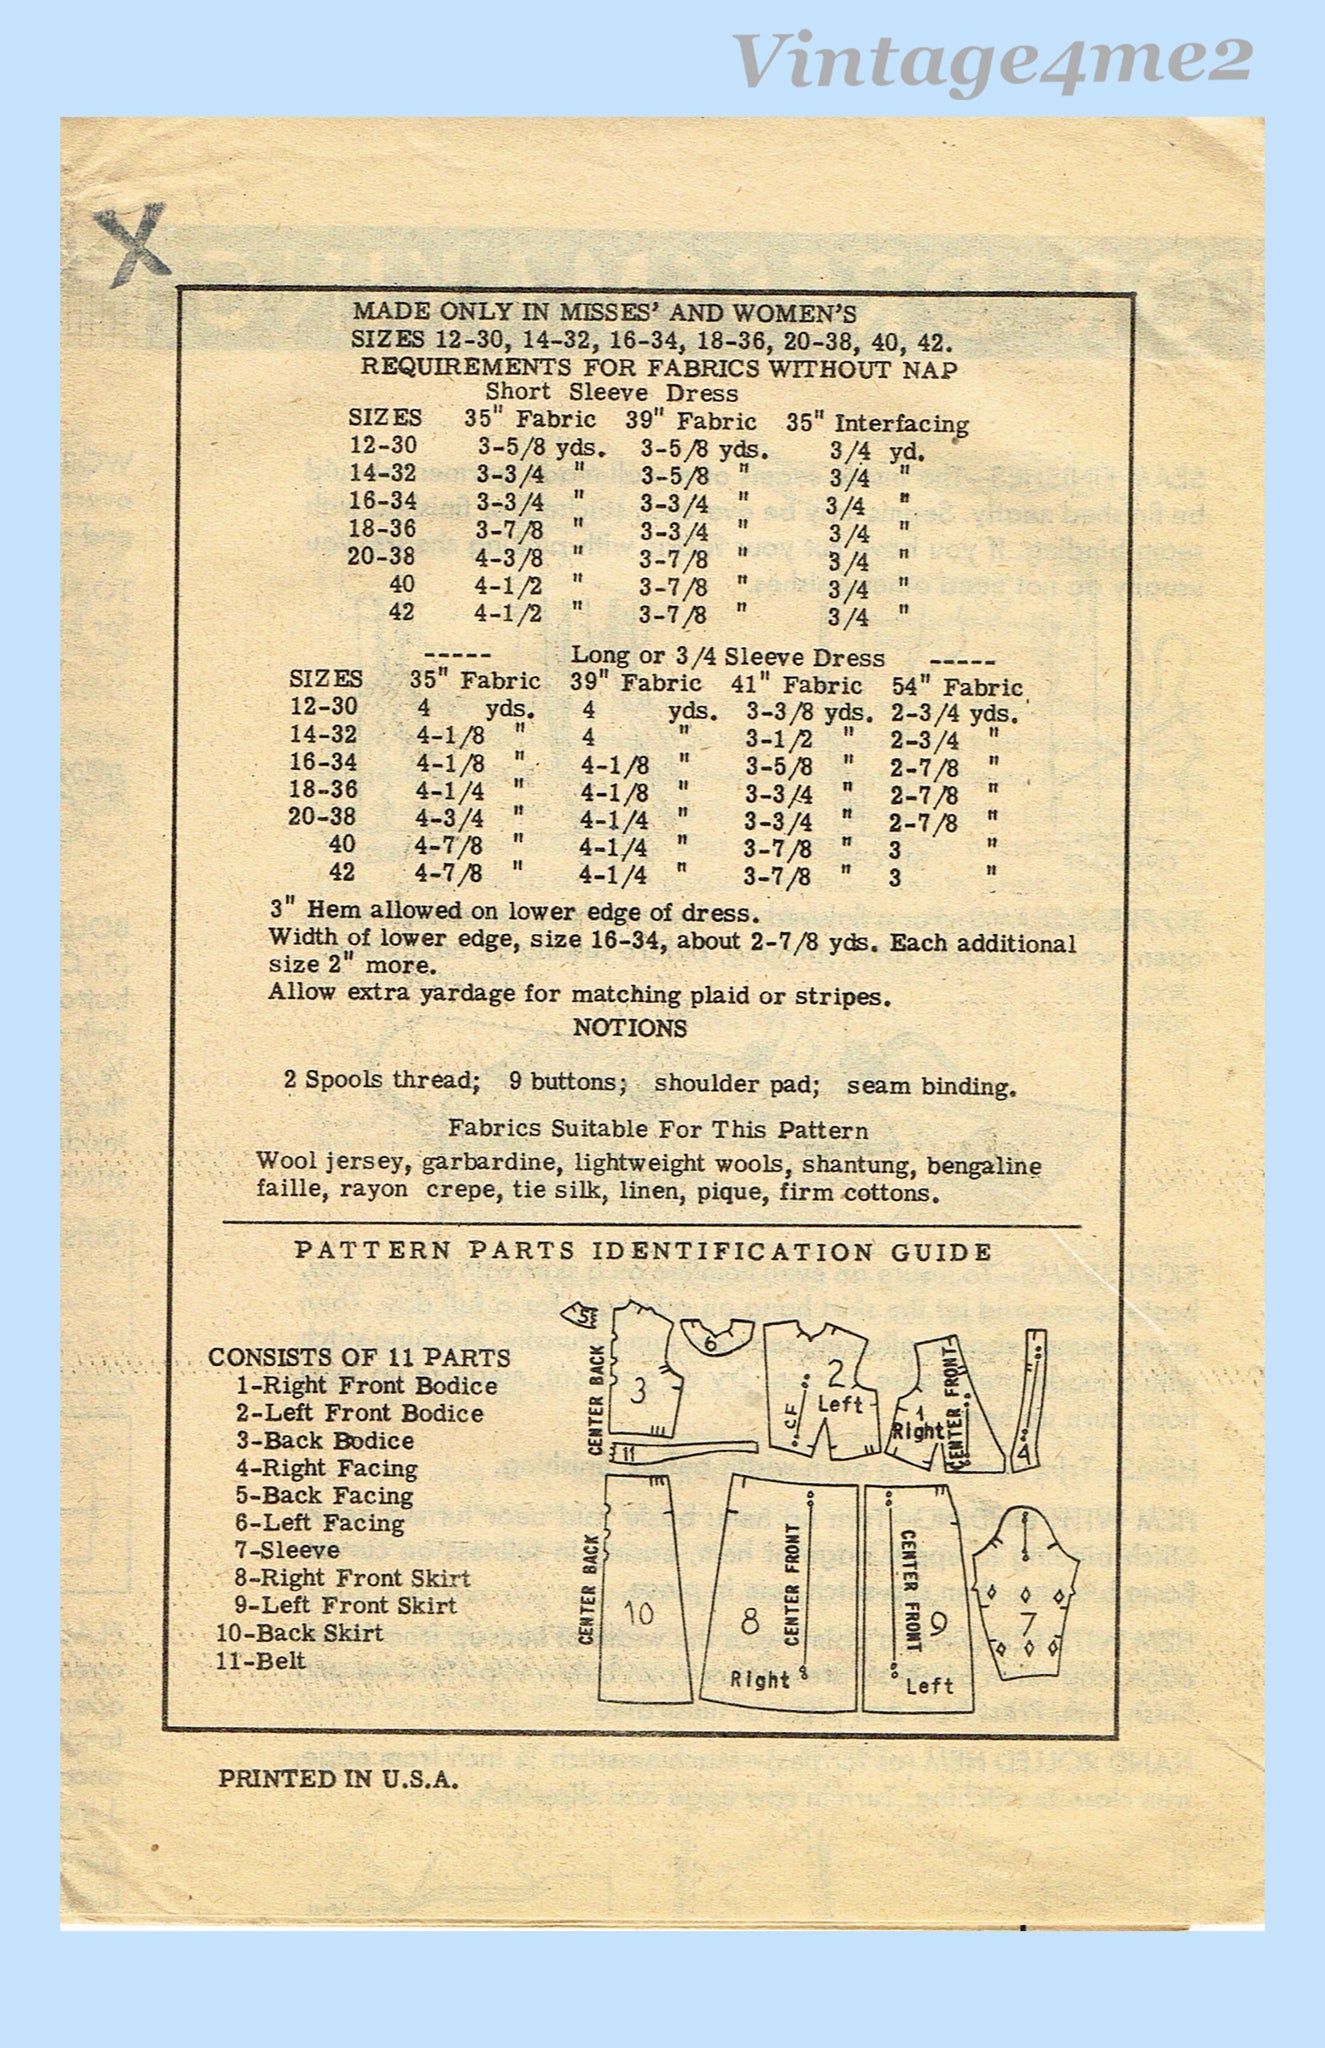 Vintage4me2
X
MADE ONLY IN MISSES' AND WOMEN'S
SIZES 12-30, 14-32, 16-34, 18-36, 20-38, 40, 42.
REQUIREMENTS FOR FABRICS WITHOUT NAP
Short Sleeve Dress
SIZES 35" Fabric 39" Fabric 35" Interfacing
12-30 3-5/8 yds. 3-5/8 yds. 3/4 yd.
14-32 3-3/4 " 3-5/8 " 3/4 "
16-34 3-3/4 " 3-3/4 " 3/4 "
18-36 3-7/8 " 3-3/4 " 3/4 "
20-38 4-3/8 " 3-7/8 " 3/4 "
40 4-1/2 " 3-7/8 " 3/4 "
42 4-1/2 " 3-7/8 " 3/4 "
----- Long or 3/4 Sleeve Dress -----
SIZES 35" Fabric 39" Fabric 41" Fabric 54" Fabric
12-30 4 yds. 4 yds. 3-3/8 yds. 2-3/4 yds.
14-32 4-1/8 " 4 " 3-1/2 " 2-3/4 "
16-34 4-1/8 " 4-1/8 " 3-5/8 " 2-7/8 "
18-36 4-1/4 " 4-1/8 " 3-3/4 " 2-7/8 "
20-38 4-3/4 " 4-1/4 " 3-3/4 " 2-7/8 "
40 4-7/8 " 4-1/4 " 3-7/8 " 3 "
42 4-7/8 " 4-1/4 " 3-7/8 " 3 "
3" Hem allowed on lower edge of dress.
Width of lower edge, size 16-34, about 2-7/8 yds. Each additional
size 2" more.
Allow extra yardage for matching plaid or stripes.
NOTIONS
2 Spools thread; 9 buttons; shoulder pad; seam binding.
Fabrics Suitable For This Pattern
Wool jersey, garbardine, lightweight wools, shantung, bengaline
faille, rayon crepe, tie silk, linen, pique, firm cottons.
PATTERN PARTS IDENTIFICATION GUIDE
CONSISTS OF 11 PARTS
1-Right Front Bodice
2-Left Front Bodice
3-Back Bodice
4-Right Facing
5-Back Facing
6-Left Facing
7-Sleeve
8-Right Front Skirt
9-Left Front Skirt
10-Back Skirt
11-Belt
5
CENTER BACK
3
6
2
Left
CF
1
Right
CENTER FRONT
4
11
CENTER BACK
10
8
CENTER FRONT
Right
CENTER FRONT
9
Left
7
PRINTED IN U.S.A.